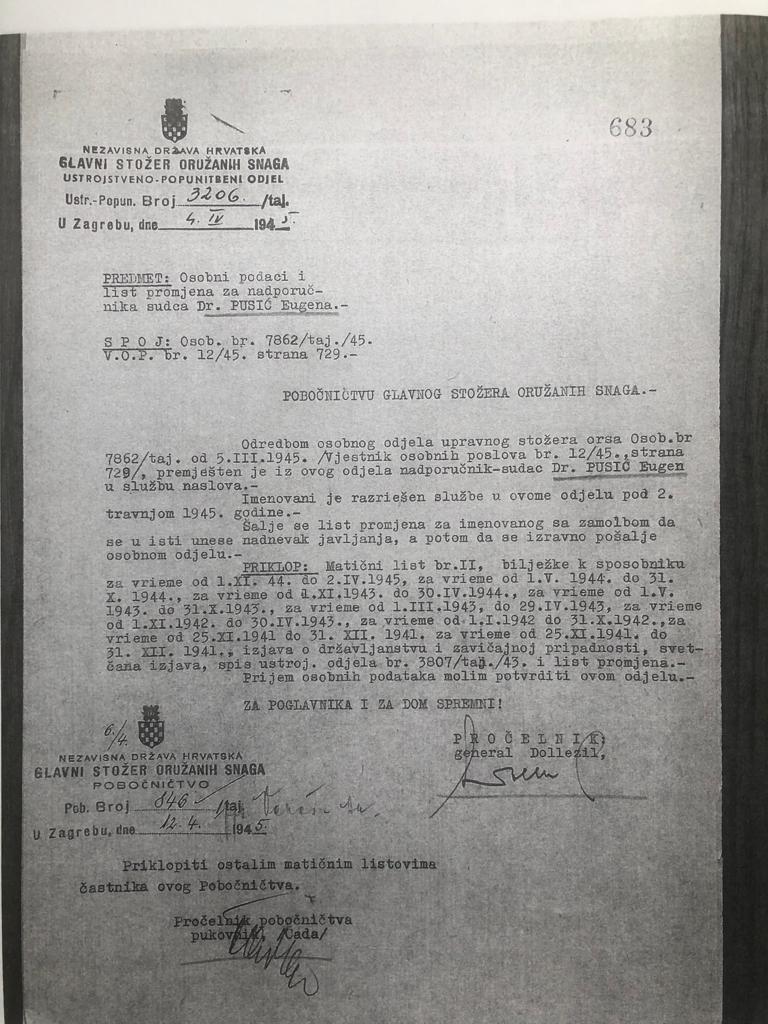 683
NEZAVISNA DRŽAVA HRVATSKA
GLAVNI STOŽER ORUŽANIH SNAGA
USTROJSTVENO-POPUNITBENI ODJEL
Ustr.-Popun. Broj 3206. /taj.
U Zagrebu, dne 4. IV 1945.
PREDMET: Osobni podaci i
list promjena za nadporuč-
nika sudca Dr. PUSIĆ Eugena.-
S P O J: Osob. br. 7862/taj./45.
V.O.P. br. 12/45. strana 729.-
POBOČNIČTVU GLAVNOG STOŽERA ORUŽANIH SNAGA.-
Odredbom osobnog odjela upravnog stožera orsa Osob.br
7862/taj. od 5.III.1945. /Vjestnik osobnih poslova br. 12/45.,strana
729/, premješten je iz ovog odjela nadporučnik-sudac Dr. PUSIĆ Eugen
u službu naslova.-
Imenovani je razriešen službe u ovome odjelu pod 2.
travnjom 1945. godine.-
Šalje se list promjena za imenovanog sa zamolbom da
se u isti unese nadnevak javljanja, a potom da se izravno pošalje
osobnom odjelu.-
PRIKLOP: Matični list br.II, bilježke k sposobniku
za vrieme od 1.XI. 44. do 2.IV.1945, za vrieme od 1.V. 1944. do 31.
X. 1944., za vrieme od 1.XI.1943. do 30.IV.1944., za vrieme od 1.V.
1943. do 31.X.1943., za vrieme od 1.III.1943, do 29.IV.1943, za vrieme
od 1.XI.1942. do 30.IV.1943., za vrieme od 1.I.1942 do 31.X.1942.,za
vrieme od 25.XI.1941 do 31. XII. 1941. za vrieme od 25.XI.1941. do
31. XII. 1941., izjava o državljanstvu i zavičajnoj pripadnosti, svet-
čana izjava, spis ustroj. odjela br. 3807/taj./43. i list promjena.-
Prijem osobnih podataka molim potvrditi ovom odjelu.-
ZA POGLAVNIKA I ZA DOM SPREMNI!
P R O Č E L N I K:
general Dollezil,
6/4.
NEZAVISNA DRŽAVA HRVATSKA
GLAVNI STOŽER ORUŽANIH SNAGA
POBOČNIČTVO
Pob. Broj 846 /taj.
U Zagrebu, dne 12.4. 1945.
Priklopiti ostalim matičnim listovima
častnika ovog Pobočničtva.
Pročelnik pobočničtva
pukovnik /Čada/